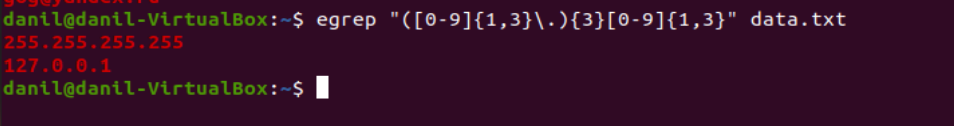 danil@danil-VirtualBox:~$ egrep "([0-9]{1,3}\.){3}[0-9]{1,3}" data.txt
255.255.255.255
127.0.0.1
danil@danil-VirtualBox:~$